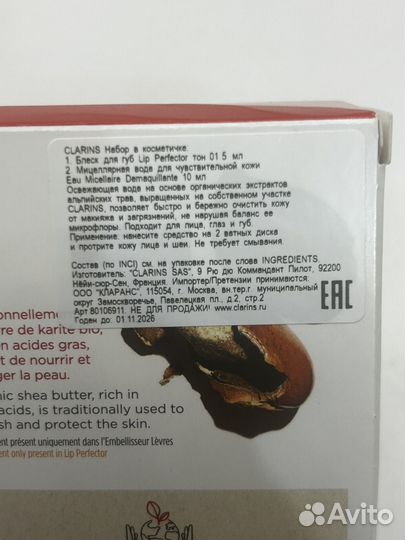 CLARINS Набор в косметичке:
1. Блеск для губ Lip Perfector тон 01 5 мл
2. Мицеллярная вода для чувствительной кожи
Eau Micellaire Demaquillante 10 мл
Освежающая вода на основе органических экстрактов
альпийских трав, выращенных на собственном участке
CLARINS, позволяет быстро и бережно очистить кожу
от макияжа и загрязнений, не нарушая баланс ее
микрофлоры. Подходит для лица, глаз и губ.
Применение: нанесите средство на 2 ватных диска
и протрите кожу лица и шеи. Не требует смывания.
Состав (по INCI) см. на упаковке после слова INGREDIENTS.
Изготовитель: "CLARINS SAS", 9 Рю дю Коммандант Пилот, 92200
Нёйи-сюр-Сен, Франция. Импортер/Претензии принимает:
ООО "КЛАРАНС", 115054, г. Москва, вн.тер.г. муниципальный
округ Замоскворечье, Павелецкая пл., д.2, стр.2
Арт 80106911. НЕ ДЛЯ ПРОДАЖИ! www.clarins.ru
Годен до: 01.11.2026
EAC
onnelleme
rre de karité bio,
en acides gras,
t de nourrir et
ger la peau.
nic shea butter, rich in
acids, is traditionally used to
sh and protect the skin.
ent présent uniquement dans l'Embellisseur Lèvres
ent only present in Lip Perfector
Avito